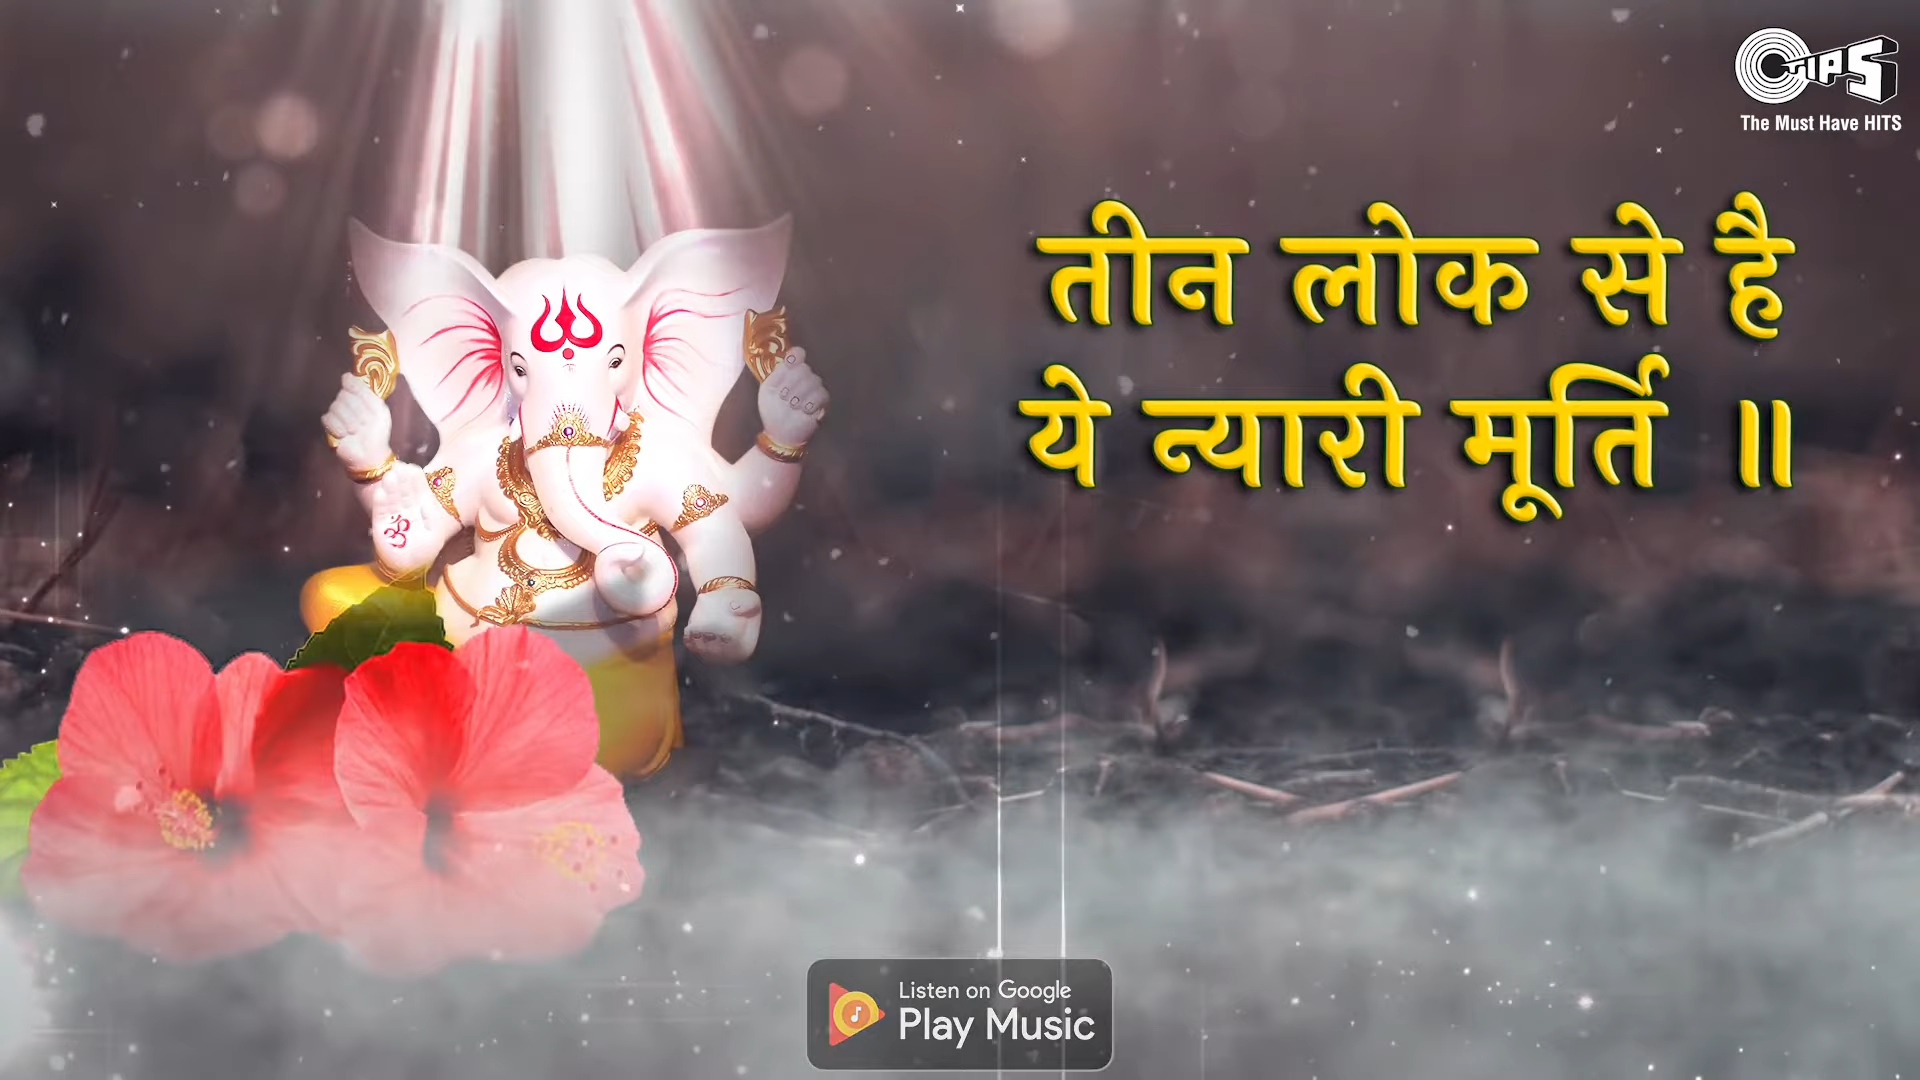 TIPS
The Must Have HITS
तीन लोक से है
ये न्यारी मूर्ति ॥
ॐ
Listen on Google
Play Music